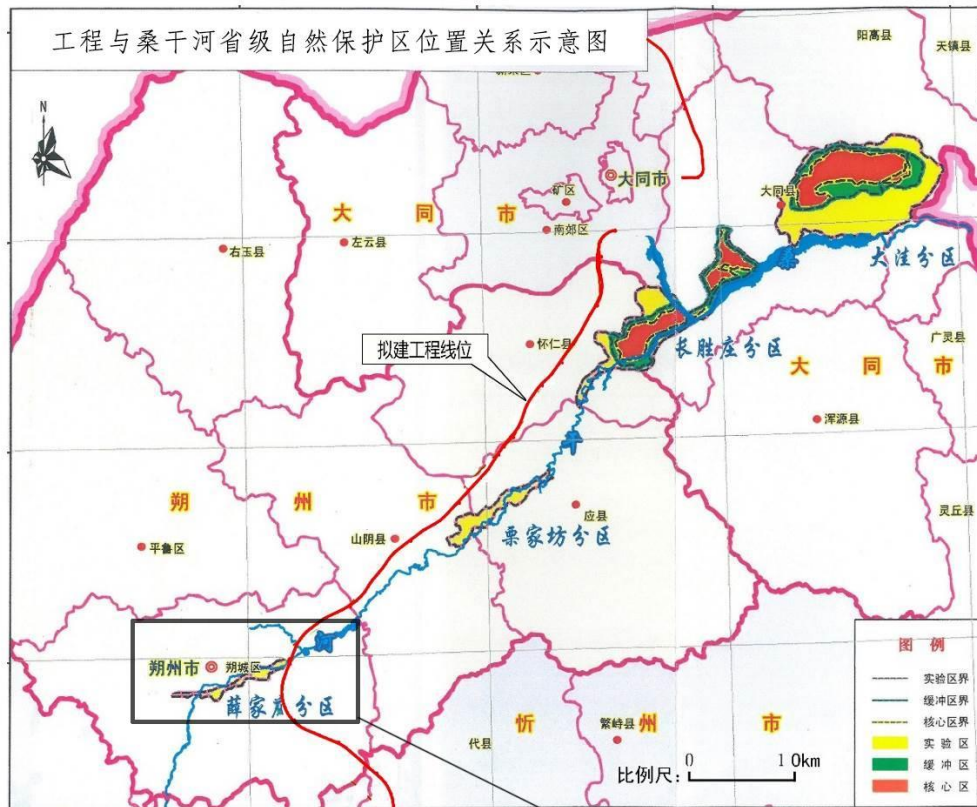 工程与桑干河省级自然保护区位置关系示意图
阳高县
天镇县
N
大同市
矿区
大同县
大同市
南郊区
右玉县
左云县
大洼分区
拟建工程线位
怀仁县
长胜庄分区
广灵县
大同市
浑源县
朔州市
应县
灵丘县
山阴县
栗家坊分区
平鲁区
朔州市
朔城区
薛家庄分区
忻州市
繁峙县
代县
比例尺:
0
10km
图例
实验区界
缓冲区界
核心区界
实验区
缓冲区
核心区